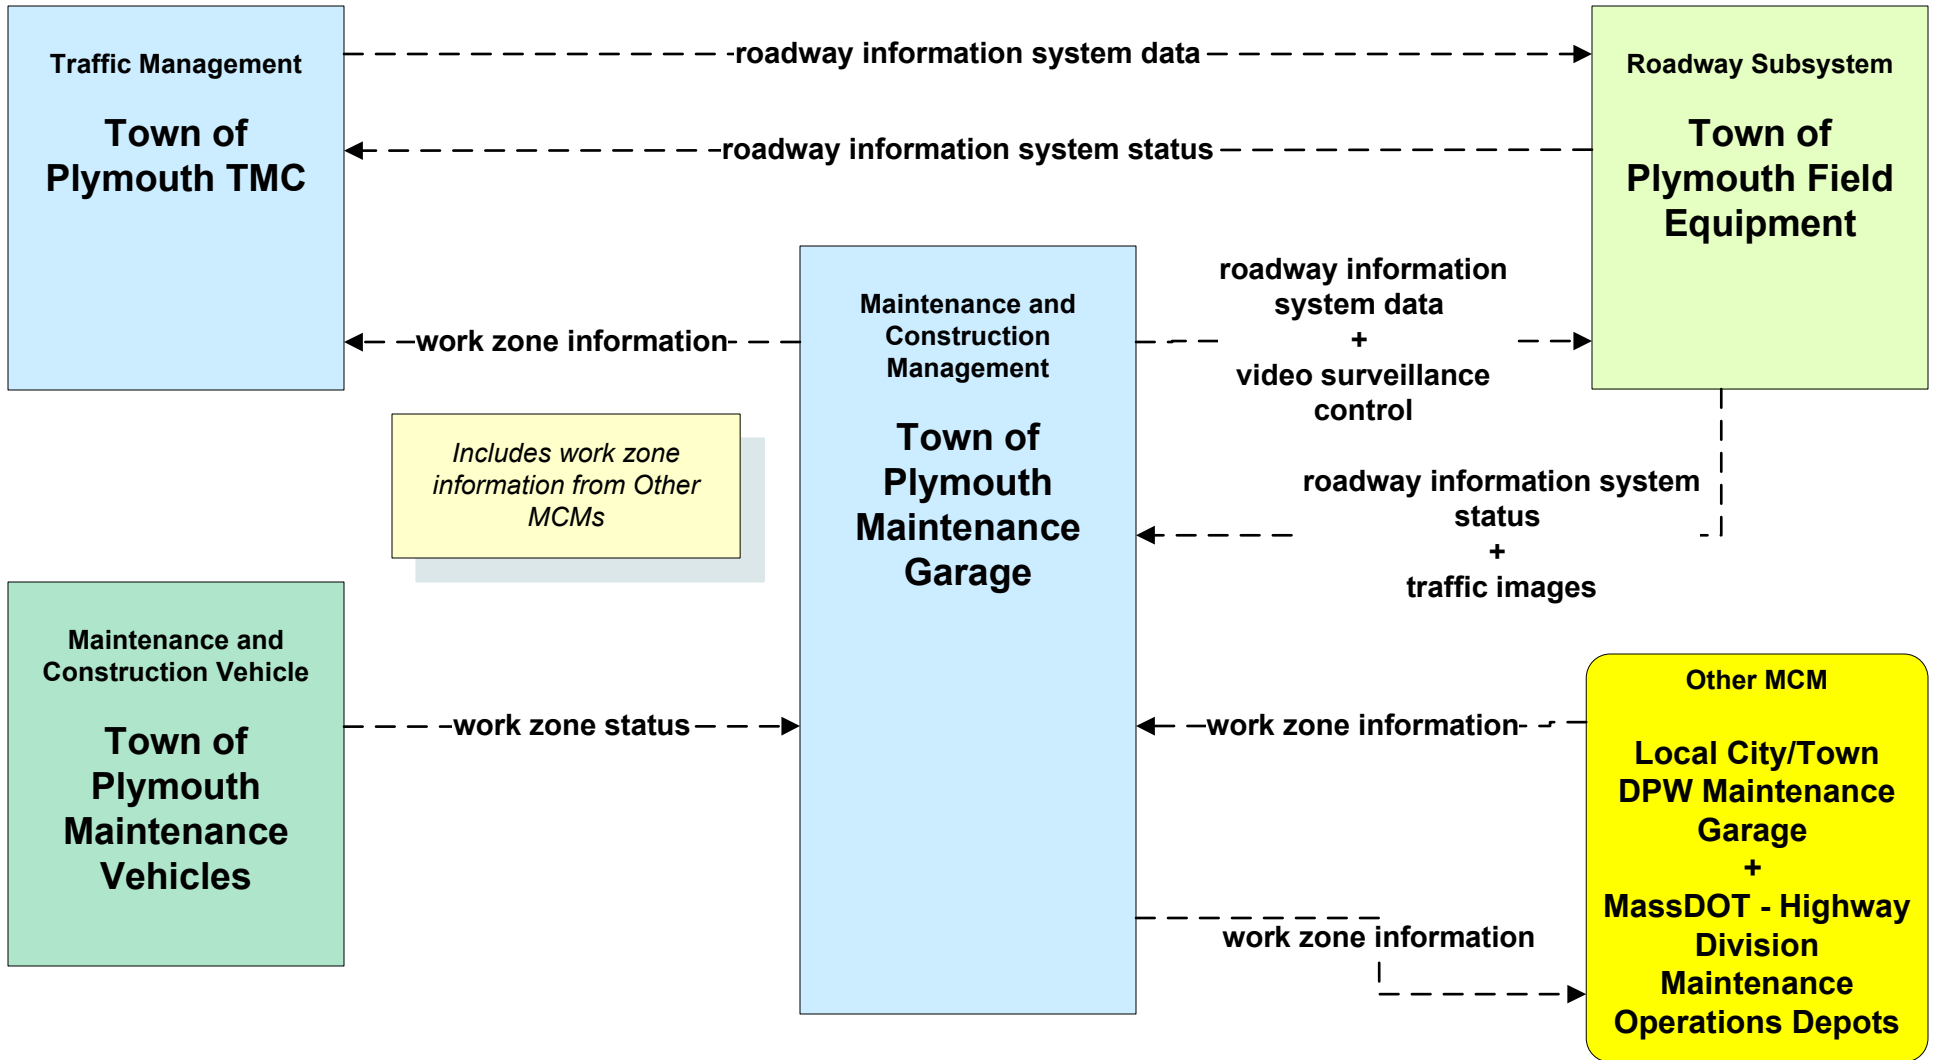 Traffic Management
Town of
Plymouth TMC
roadway information system data
roadway information system status
Roadway Subsystem
Town of
Plymouth Field
Equipment
work zone information
Maintenance and
Construction
Management
Town of
Plymouth
Maintenance
Garage
roadway information
system data
+
video surveillance
control
Includes work zone
information from Other
MCMs
roadway information system
status
+
traffic images
Maintenance and
Construction Vehicle
Town of
Plymouth
Maintenance
Vehicles
work zone status
work zone information
work zone information
Other MCM
Local City/Town
DPW Maintenance
Garage
+
MassDOT - Highway
Division
Maintenance
Operations Depots